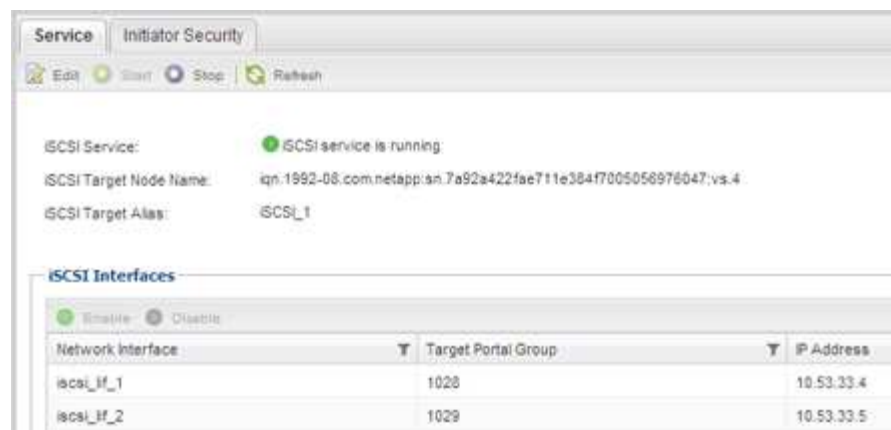 Service Initiator Security
Edit Start Stop Refresh
iSCSI Service: iSCSI service is running
iSCSI Target Node Name: iqn.1992-08.com.netapp:sn.7a92a422fae711e384f7005056976047:vs.4
iSCSI Target Alias: iSCSI_1
iSCSI Interfaces
Enable Disable
Network Interface Target Portal Group IP Address
iscsi_lif_1 1028 10.53.33.4
iscsi_lif_2 1029 10.53.33.5